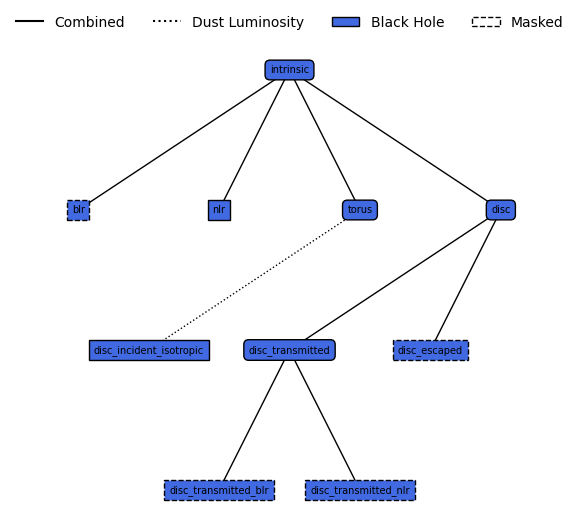 Combined Dust Luminosity Black Hole Masked
intrinsic
blr nlr torus disc
disc_incident_isotropic disc_transmitted disc_escaped
disc_transmitted_blr disc_transmitted_nlr